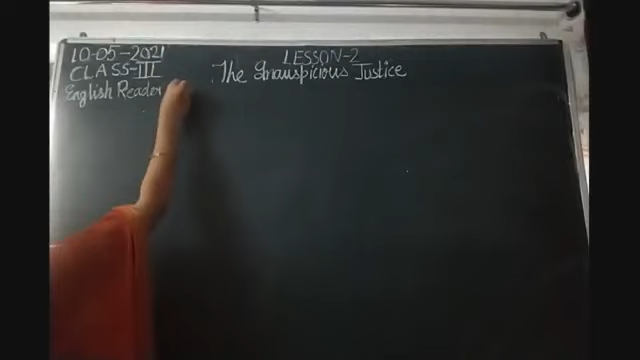 10-05-2021
CLASS-III
English Reader
LESSON-2
The Inauspicious Justice